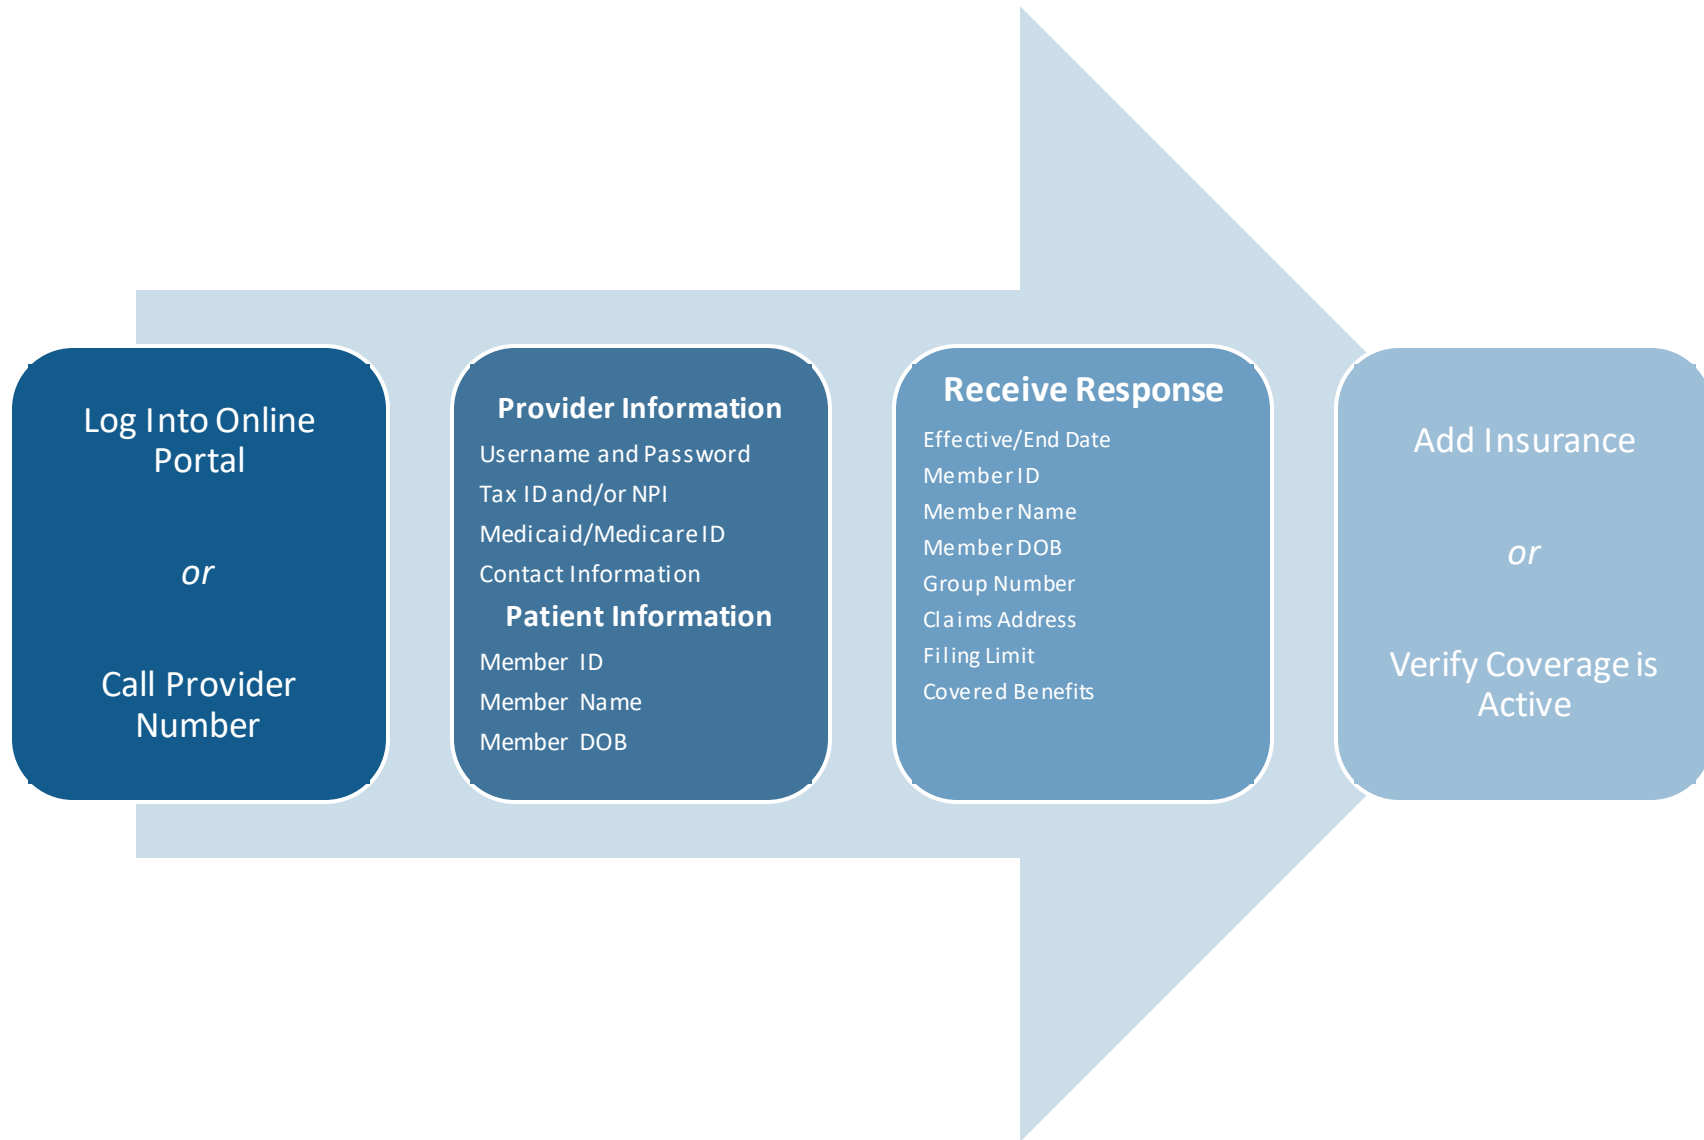 Log Into Online
Portal
or
Call Provider
Number
Provider Information
Username and Password
Tax ID and/or NPI
Medicaid/Medicare ID
Contact Information
Patient Information
Member ID
Member Name
Member DOB
Receive Response
Effective/End Date
Member ID
Member Name
Member DOB
Group Number
Claims Address
Filing Limit
Covered Benefits
Add Insurance
or
Verify Coverage is
Active